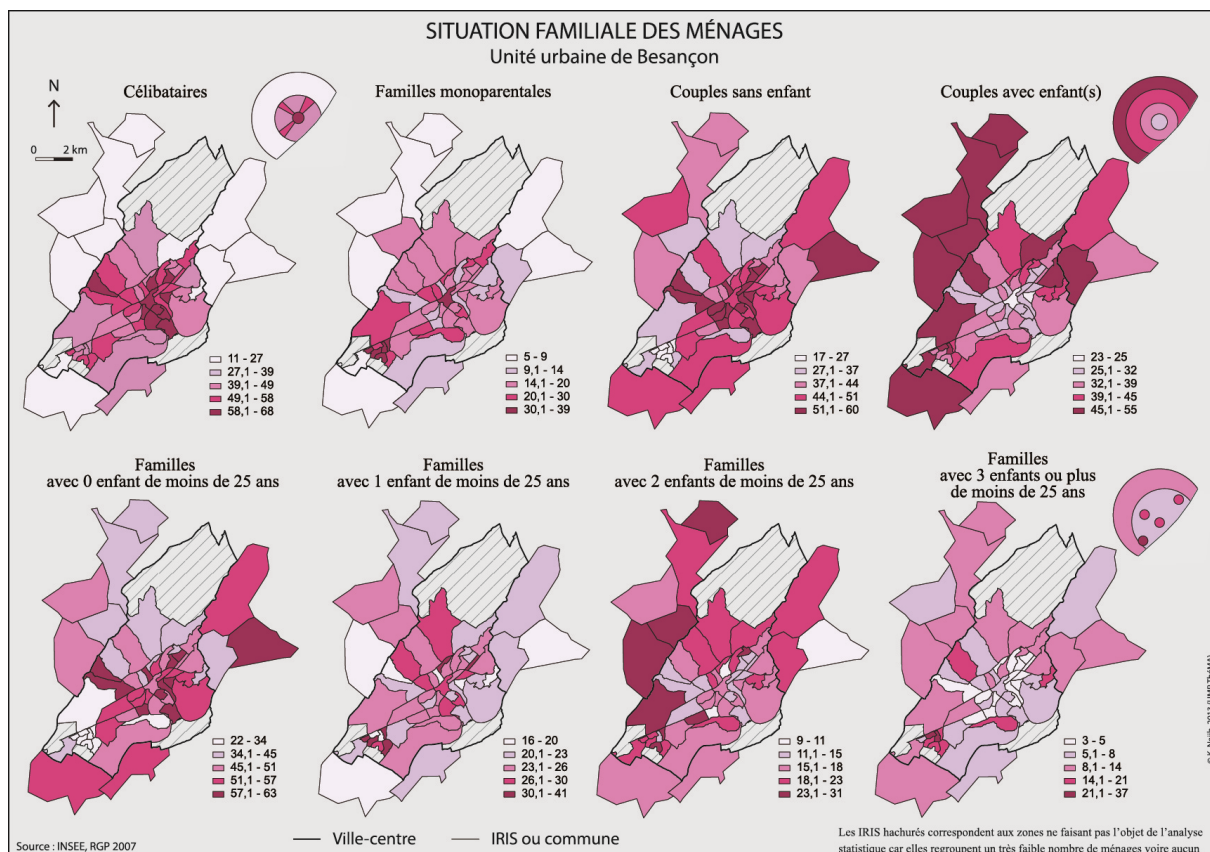 SITUATION FAMILIALE DES MÉNAGES
Unité urbaine de Besançon
N
0 2 km
Célibataires
11 - 27
27,1 - 39
39,1 - 49
49,1 - 58
58,1 - 68
Familles monoparentales
5 - 9
9,1 - 14
14,1 - 20
20,1 - 30
30,1 - 39
Couples sans enfant
17 - 27
27,1 - 37
37,1 - 44
44,1 - 51
51,1 - 60
Couples avec enfant(s)
23 - 25
25,1 - 32
32,1 - 39
39,1 - 45
45,1 - 55
Familles
avec 0 enfant de moins de 25 ans
22 - 34
34,1 - 45
45,1 - 51
51,1 - 57
57,1 - 63
Familles
avec 1 enfant de moins de 25 ans
16 - 20
20,1 - 23
23,1 - 26
26,1 - 30
30,1 - 41
Familles
avec 2 enfants de moins de 25 ans
9 - 11
11,1 - 15
15,1 - 18
18,1 - 23
23,1 - 31
Familles
avec 3 enfants ou plus
de moins de 25 ans
3 - 5
5,1 - 8
8,1 - 14
14,1 - 21
21,1 - 37
Source : INSEE, RGP 2007
Ville-centre
IRIS ou commune
Les IRIS hachurés correspondent aux zones ne faisant pas l'objet de l'analyse
statistique car elles regroupent un très faible nombre de ménages voire aucun